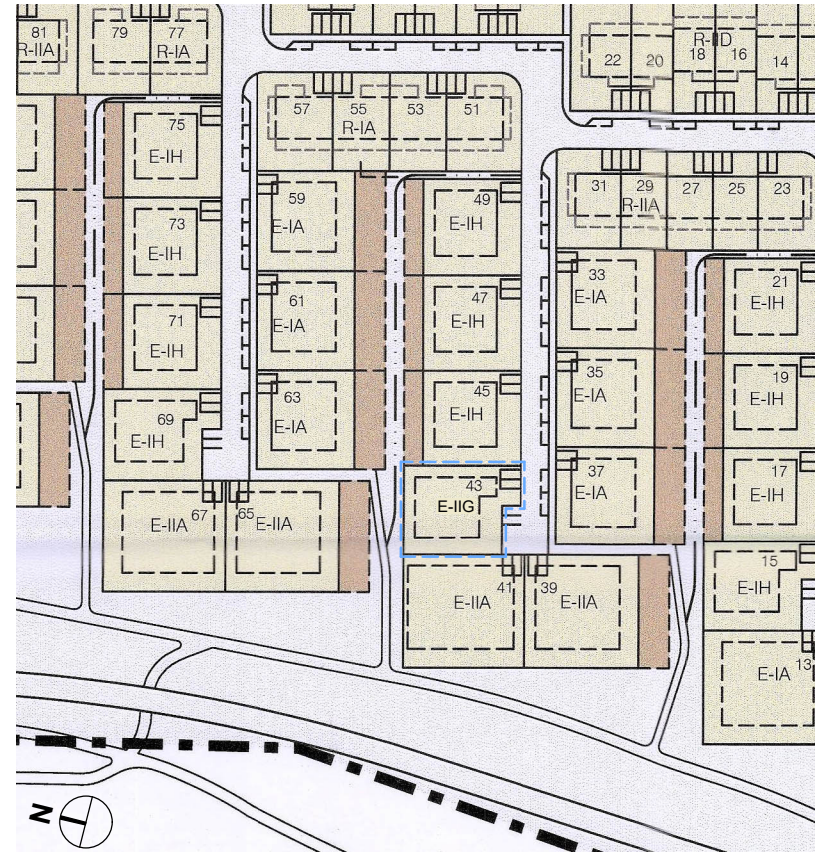 81
R-IIA
79
77
R-IA
R-IID
22
20
18
16
14
75
E-IH
57
55
53
51
R-IA
73
E-IH
59
E-IA
49
E-IH
31
29
27
25
23
R-IIA
71
E-IH
61
E-IA
47
E-IH
33
E-IA
21
E-IH
69
E-IH
63
E-IA
45
E-IH
35
E-IA
19
E-IH
E-IIA
67
65
E-IIA
43
E-IIG
37
E-IA
17
E-IH
E-IIA
41
39
E-IIA
15
E-IH
E-IA
13
N